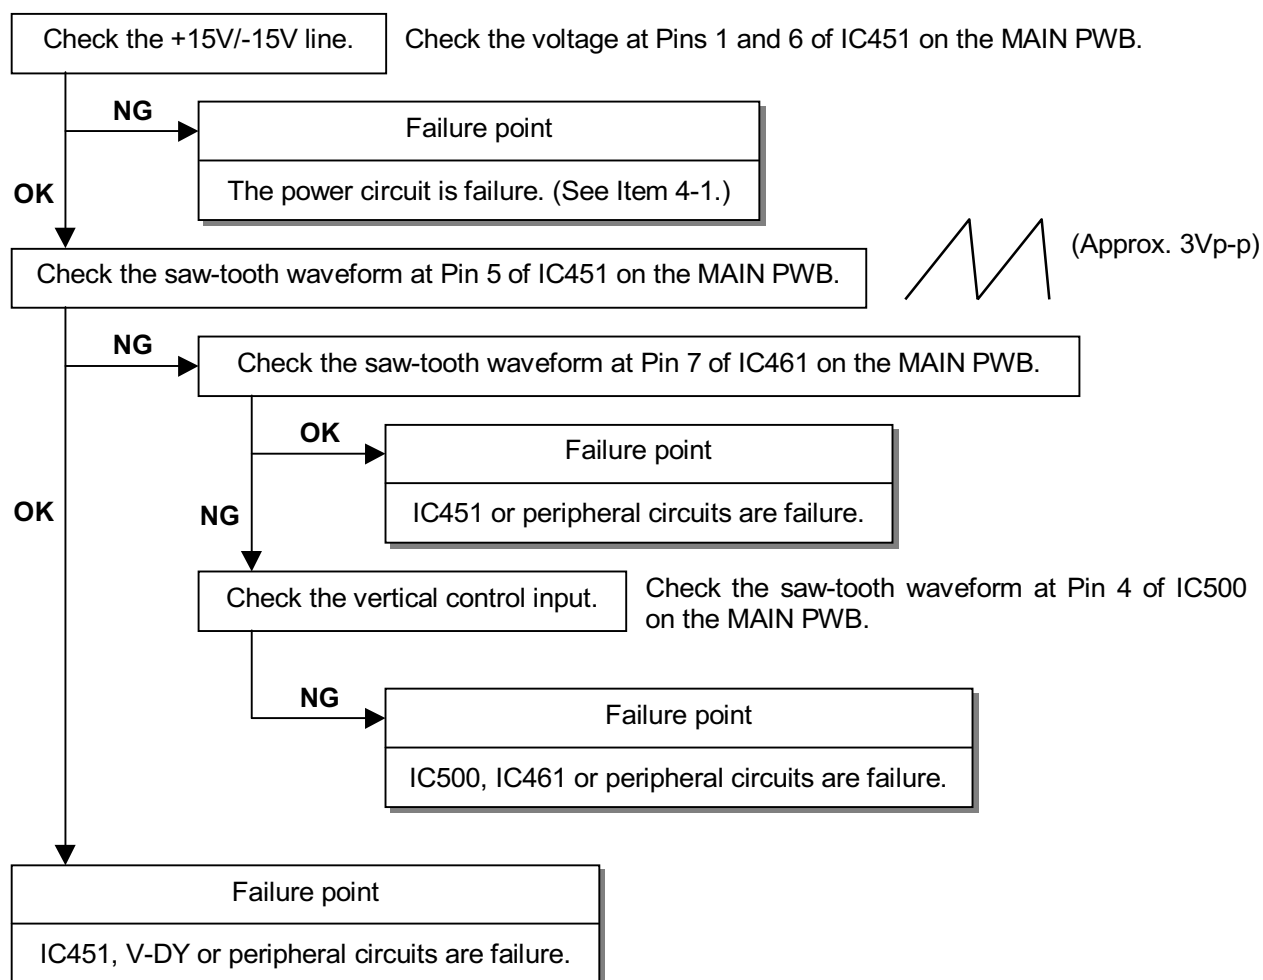 Check the +15V/-15V line.
Check the voltage at Pins 1 and 6 of IC451 on the MAIN PWB.
NG
Failure point
The power circuit is failure. (See Item 4-1.)
OK
Check the saw-tooth waveform at Pin 5 of IC451 on the MAIN PWB.
(Approx. 3Vp-p)
NG
Check the saw-tooth waveform at Pin 7 of IC461 on the MAIN PWB.
OK
Failure point
IC451 or peripheral circuits are failure.
OK
NG
Check the vertical control input.
Check the saw-tooth waveform at Pin 4 of IC500
on the MAIN PWB.
NG
Failure point
IC500, IC461 or peripheral circuits are failure.
Failure point
IC451, V-DY or peripheral circuits are failure.